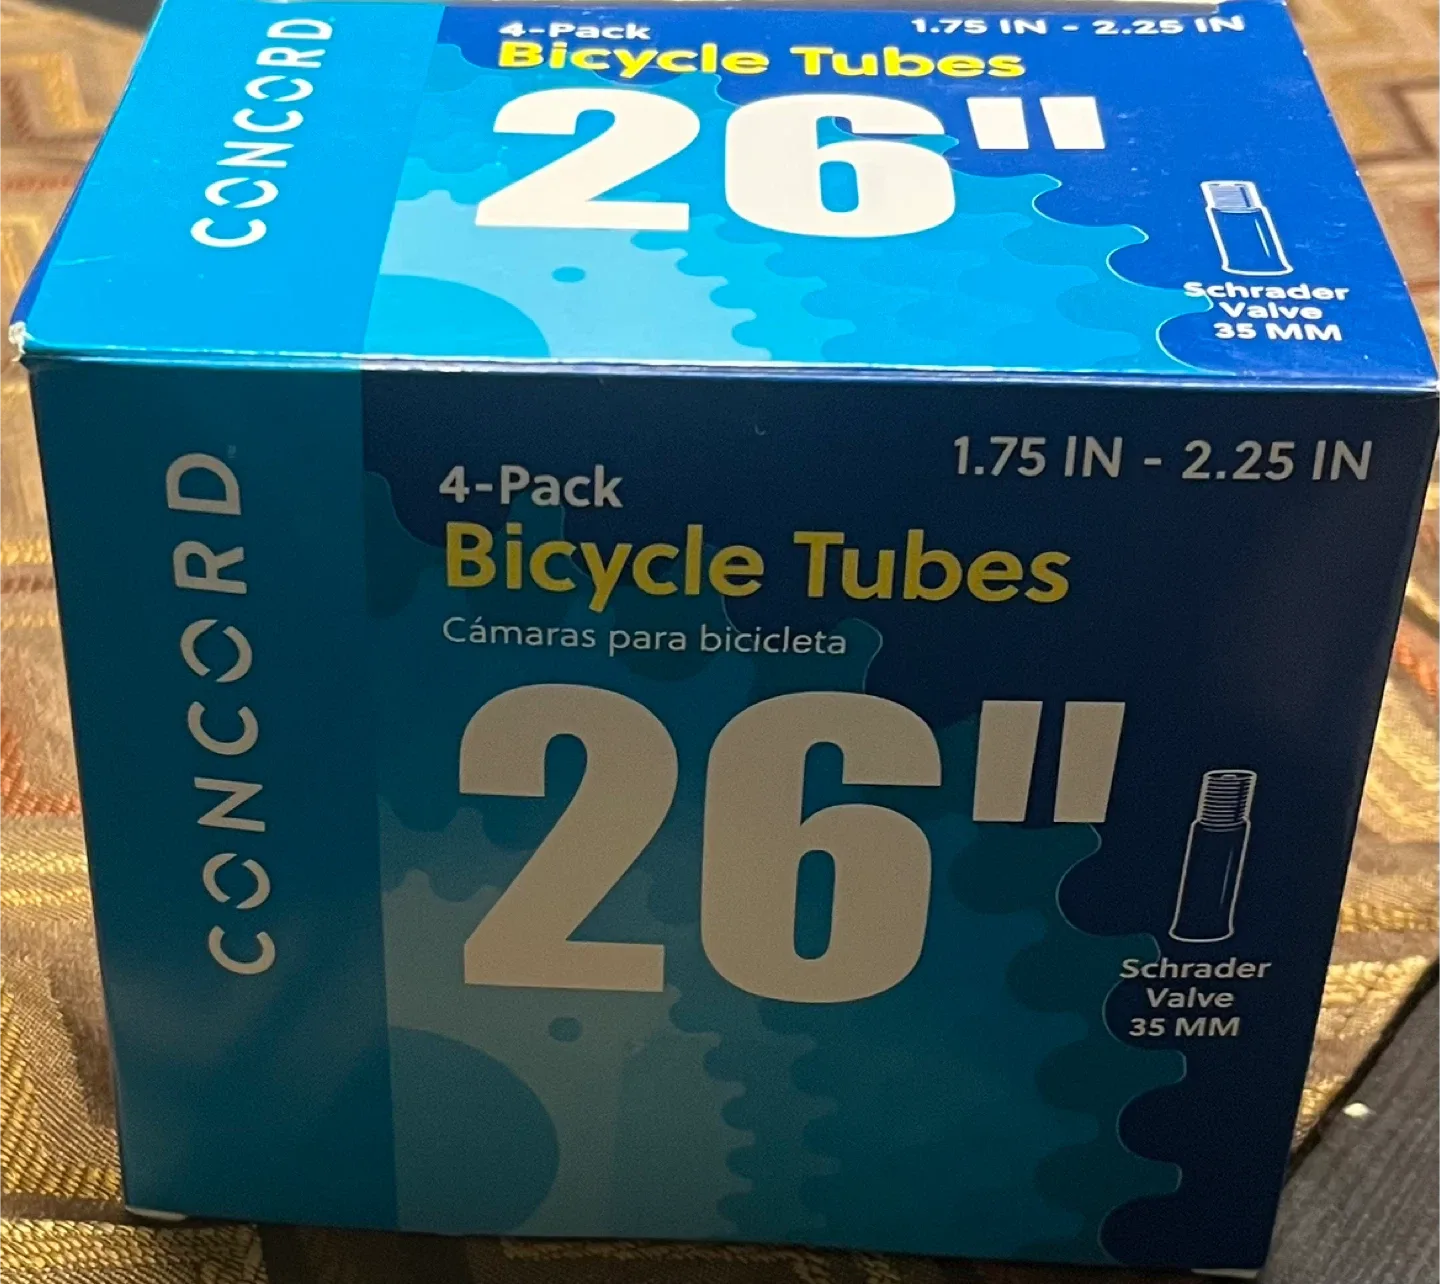 CONCORD
4-Pack
1.75 IN - 2.25 IN
Bicycle Tubes
26"
Schrader
Valve
35 MM
CONCORD™
4-Pack
1.75 IN - 2.25 IN
Bicycle Tubes
Cámaras para bicicleta
26"
Schrader
Valve
35 MM